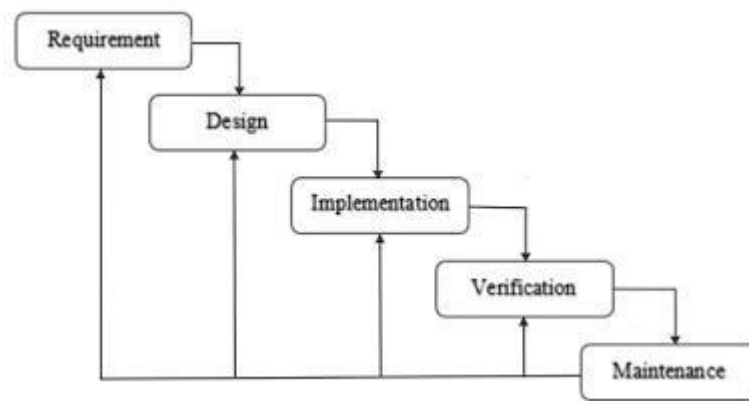 Requirement
Design
Implementation
Verification
Maintenance